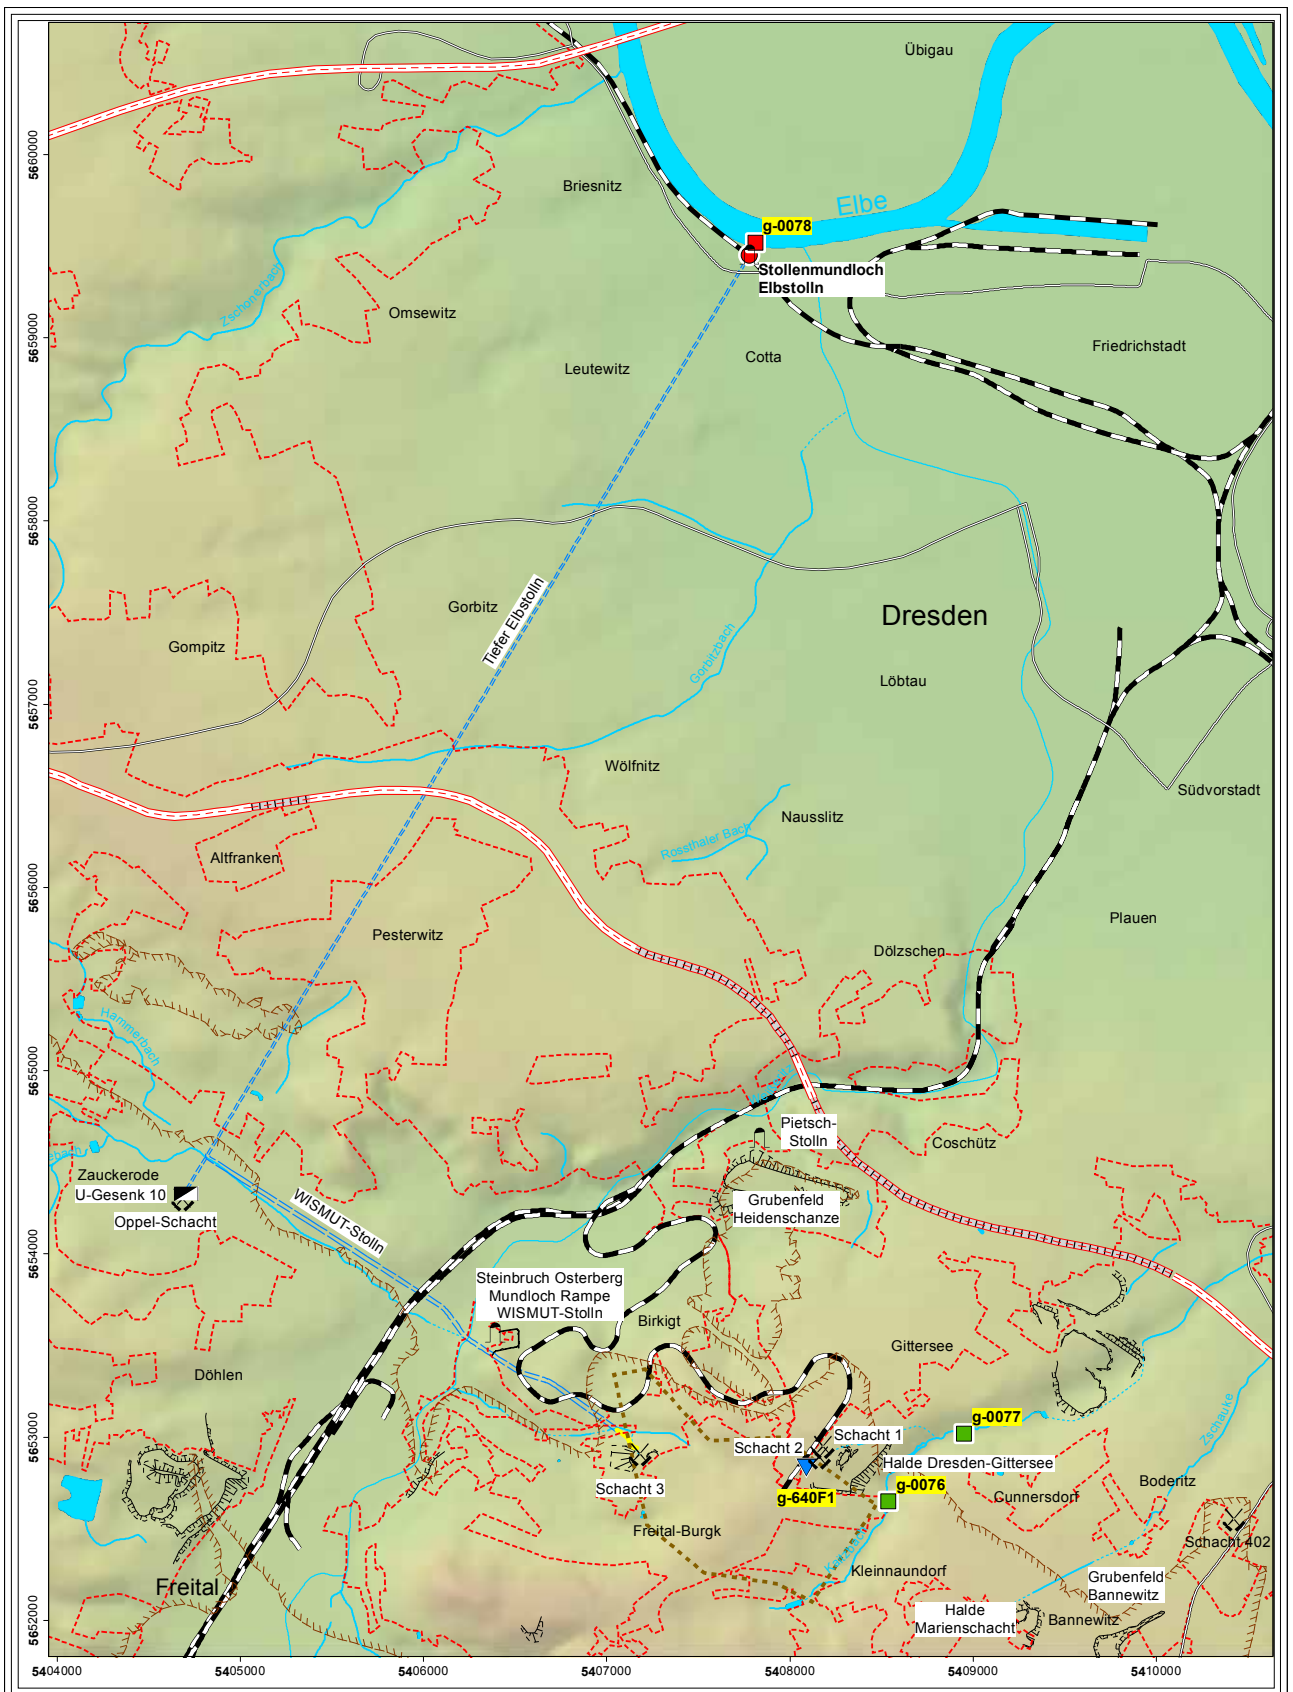 Übigau
5660000
Briesnitz
Elbe
g-0078
Stollenmundloch
Elbstolln
Zschonerbach
Omsewitz
5659000
Leutewitz
Cotta
Friedrichstadt
5658000
Gorbitz
Tiefer Elbstolln
Dresden
Gompitz
Gorbitzbach
Löbtau
5657000
Wölfnitz
Südvorstadt
Nausslitz
Rossthaler Bach
Altfranken
5656000
Plauen
Pesterwitz
Dölzschen
Hammerbach
5655000
Pietsch-
Stolln
Coschütz
Zauckerode
U-Gesenk 10
Oppel-Schacht
WISMUT-Stolln
Grubenfeld
Heidenschanze
5654000
Steinbruch Osterberg
Mundloch Rampe
WISMUT-Stolln
Birkigt
Gittersee
Döhlen
Zschauke
g-0077
5653000
Schacht 1
Schacht 2
Halde Dresden-Gittersee
Schacht 3
g-0076
g-640F1
Cunnersdorf
Boderitz
Freital-Burgk
Schacht 402
Kleinnaundorf
Freital
Grubenfeld
Bannewitz
Halde
Marienschacht
Bannewitz
5652000
5404000
5405000
5406000
5407000
5408000
5409000
5410000